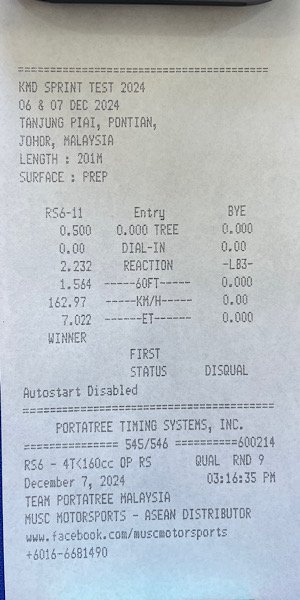 =====================================
KMD SPRINT TEST 2024
06 & 07 DEC 2024
TANJUNG PIAI, PONTIAN,
JOHOR, MALAYSIA
LENGTH : 201M
SURFACE : PREP
RS6-11 Entry BYE
0.500 0.000 TREE 0.000
0.00 DIAL-IN 0.00
2.232 REACTION -LB3-
1.564 -----60FT----- 0.000
162.97 -----KM/H----- 0.00
7.022 ------ET------ 0.000
WINNER
FIRST
STATUS DISQUAL
Autostart Disabled
=====================================
PORTATREE TIMING SYSTEMS, INC.
============== 545/546 ==========600214
RS6 - 4T<160cc OP RS QUAL RND 9
December 7, 2024 03:16:35 PM
TEAM PORTATREE MALAYSIA
MUSC MOTORSPORTS - ASEAN DISTRIBUTOR
www.facebook.com/muscmotorsports
+6016-6681490